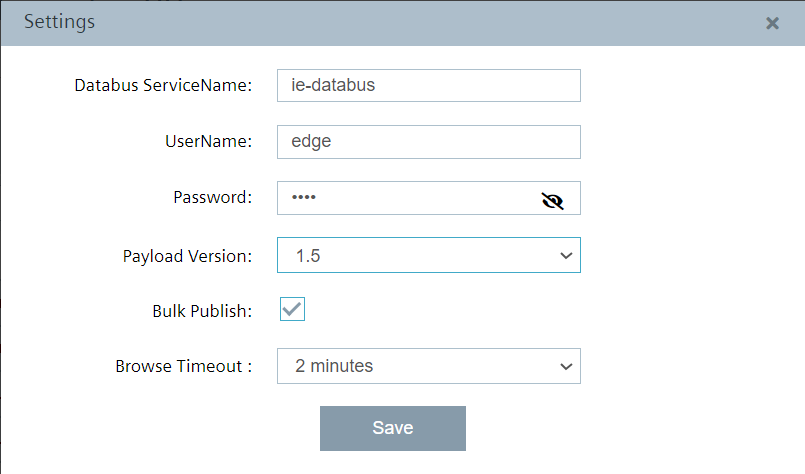 Settings
Databus ServiceName: ie-databus
UserName: edge
Password: ••••
Payload Version: 1.5
Bulk Publish:
Browse Timeout : 2 minutes
Save